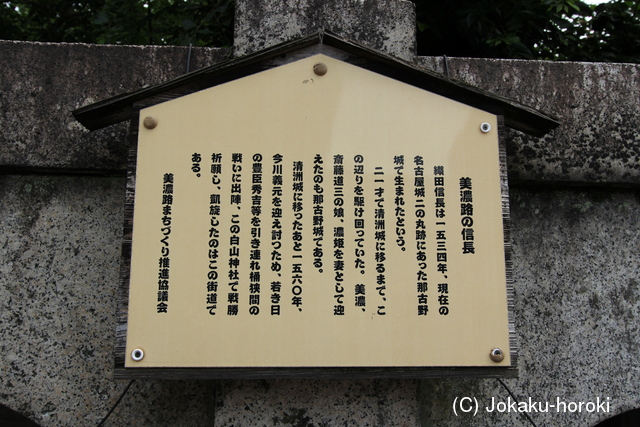 美濃路の信長
織田信長は一五三四年、現在の
名古屋城二の丸跡にあった那古野
城で生まれたという。
二一才で清洲城に移るまで、こ
の辺りを駆け回っていた。美濃、
斎藤道三の娘、濃姫を妻として迎
えたのも那古野城である。
清洲城に移ったあと一五六〇年、
今川義元を迎え討つため、若き日
の豊臣秀吉等を引き連れ桶狭間の
戦いに出陣、この白山神社で戦勝
祈願し、凱旋したのはこの街道で
ある。
美濃路まちづくり推進協議会
(C) Jokaku-horoki